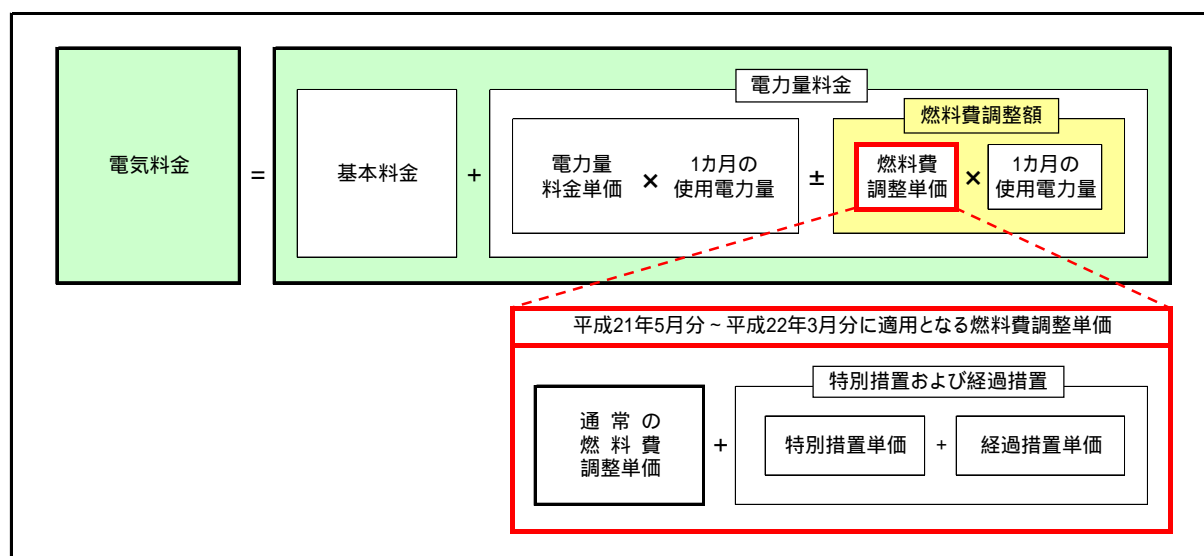 電力量料金
燃料費調整額
電気料金
=
基本料金
+
電力量
料金単価
×
1カ月の
使用電力量
±
燃料費
調整単価
×
1カ月の
使用電力量
平成21年5月分~平成22年3月分に適用となる燃料費調整単価
特別措置および経過措置
通常の
燃料費
調整単価
+
特別措置単価
+
経過措置単価